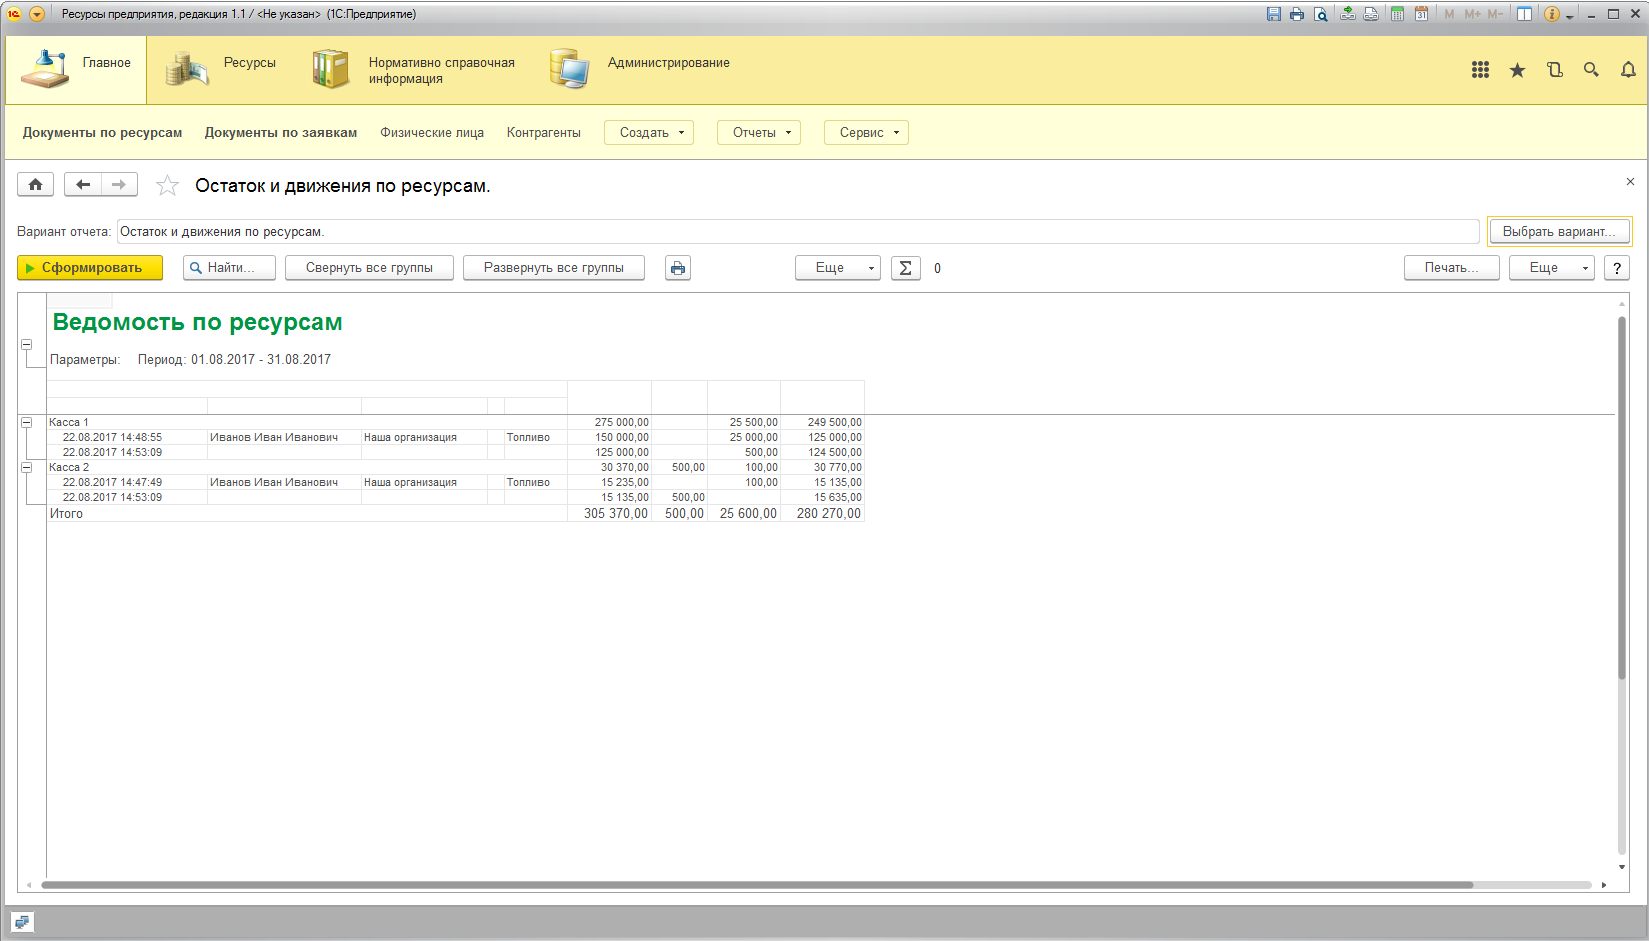 Ресурсы предприятия, редакция 1.1 / <Не указан> (1С:Предприятие)
31 M M+ M-
Главное
Ресурсы
Нормативно справочная
информация
Администрирование
Документы по ресурсам Документы по заявкам Физические лица Контрагенты Создать Отчеты Сервис
Остаток и движения по ресурсам.
Вариант отчета: Остаток и движения по ресурсам. Выбрать вариант...
Сформировать Найти... Свернуть все группы Развернуть все группы Еще Σ 0 Печать... Еще ?
Ведомость по ресурсам
Параметры: Период: 01.08.2017 - 31.08.2017
Касса 1 275 000,00 25 500,00 249 500,00
22.08.2017 14:48:55 Иванов Иван Иванович Наша организация Топливо 150 000,00 25 000,00 125 000,00
22.08.2017 14:53:09 125 000,00 500,00 124 500,00
Касса 2 30 370,00 500,00 100,00 30 770,00
22.08.2017 14:47:49 Иванов Иван Иванович Наша организация Топливо 15 235,00 100,00 15 135,00
22.08.2017 14:53:09 15 135,00 500,00 15 635,00
Итого 305 370,00 500,00 25 600,00 280 270,00